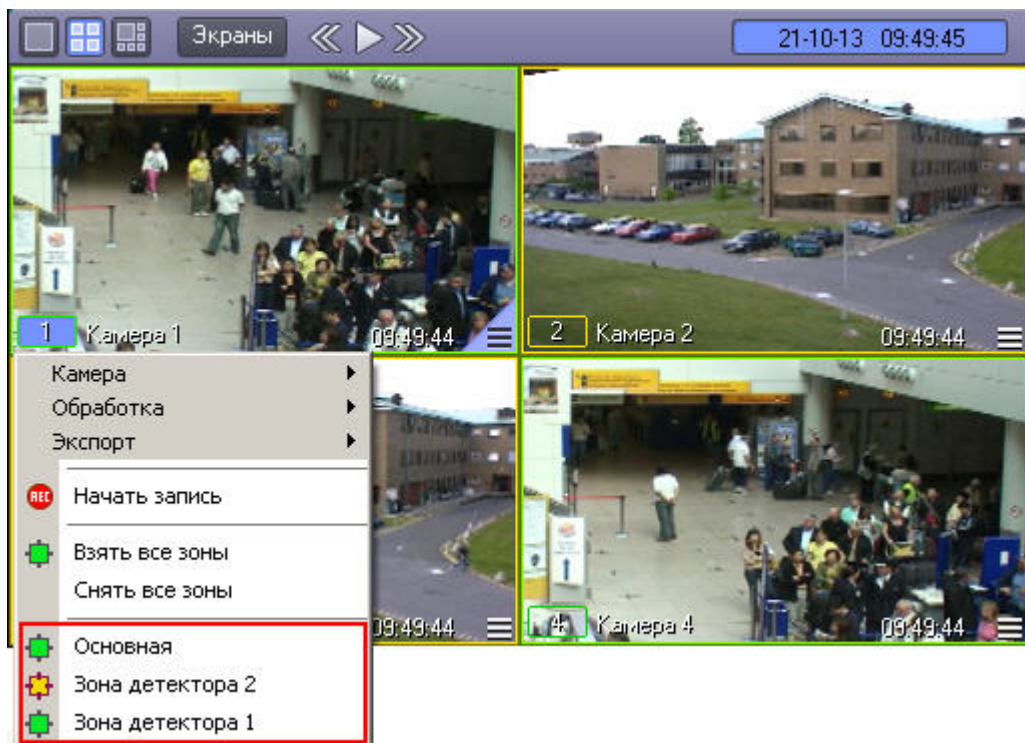 Экраны
21-10-13 09:49:45
1 Камера 1 09:49:44
2 Камера 2 09:49:44
Камера
Обработка
Экспорт
REC Начать запись
Взять все зоны
Снять все зоны
Основная
Зона детектора 2
Зона детектора 1
09:49:44
4 Камера 4 09:49:44